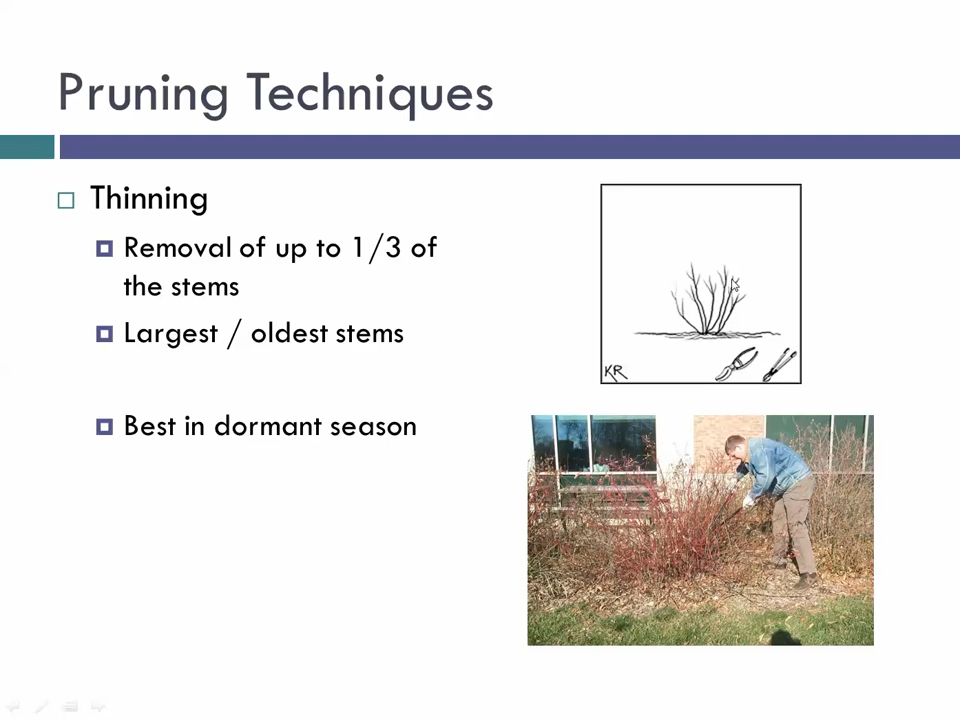 Pruning Techniques
Thinning
Removal of up to 1/3 of
the stems
Largest / oldest stems
Best in dormant season
KR